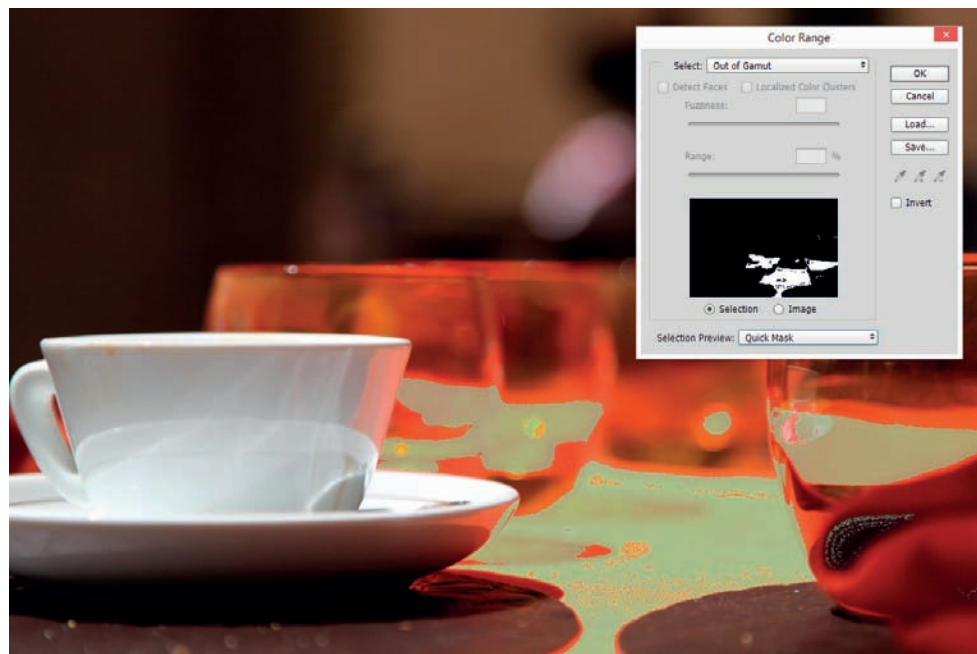 Color Range
Select: Out of Gamut
OK
Detect Faces Localized Color Clusters
Cancel
Fuzziness:
Load...
Save...
Range: %
Invert
Selection Image
Selection Preview: Quick Mask